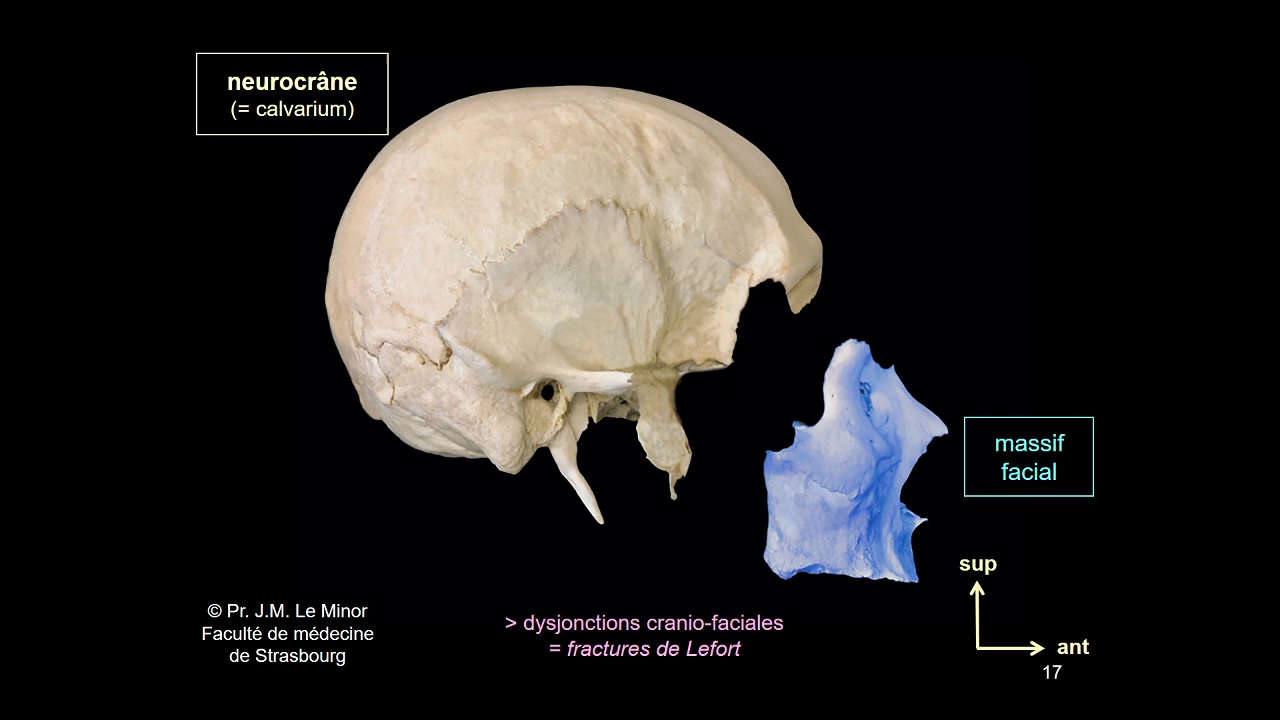 neurocrâne
(= calvarium)
massif
facial
sup
ant
17
> dysjonctions cranio-faciales
= fractures de Lefort
© Pr. J.M. Le Minor
Faculté de médecine
de Strasbourg